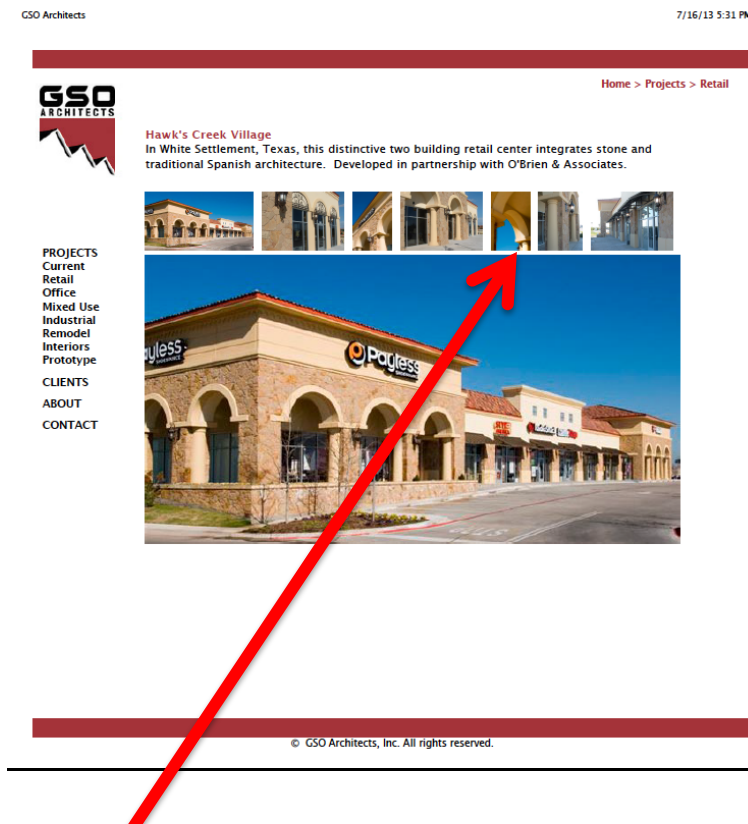 GSO Architects 7/16/13 5:31 PM
Home > Projects > Retail
GSO
ARCHITECTS
Hawk's Creek Village
In White Settlement, Texas, this distinctive two building retail center integrates stone and
traditional Spanish architecture. Developed in partnership with O'Brien & Associates.
PROJECTS
Current
Retail
Office
Mixed Use
Industrial
Remodel
Interiors
Prototype
CLIENTS
ABOUT
CONTACT
Payless
© GSO Architects, Inc. All rights reserved.